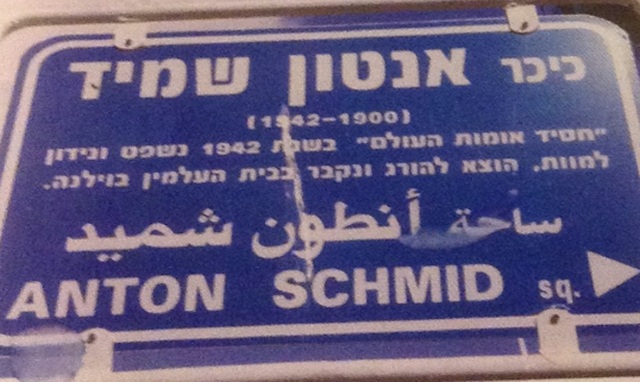 כיכר אנטון שמיד
(1942-1900)
"חסיד אומות העולם" בשנת 1942 נשפט ונידון
למוות. הוצא להורג ונקבר בבית העלמין בוילנה.
ساحة أنطون شميد
ANTON SCHMID sq.